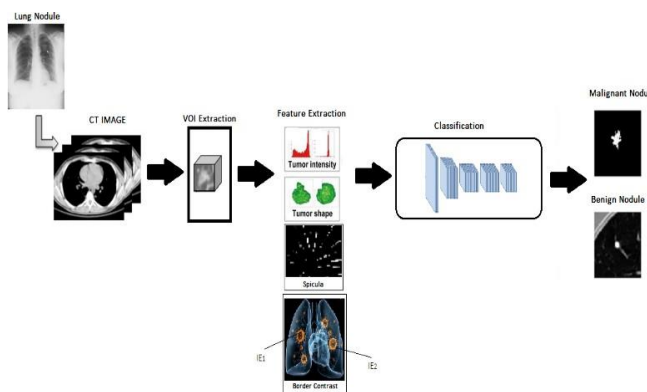 Lung Nodule
CT IMAGE
VOI Extraction
Feature Extraction
Tumor intensity
Tumor shape
Spicula
IE1
IE2
Border Contrast
Classification
Malignant Nodu
Benign Nodule